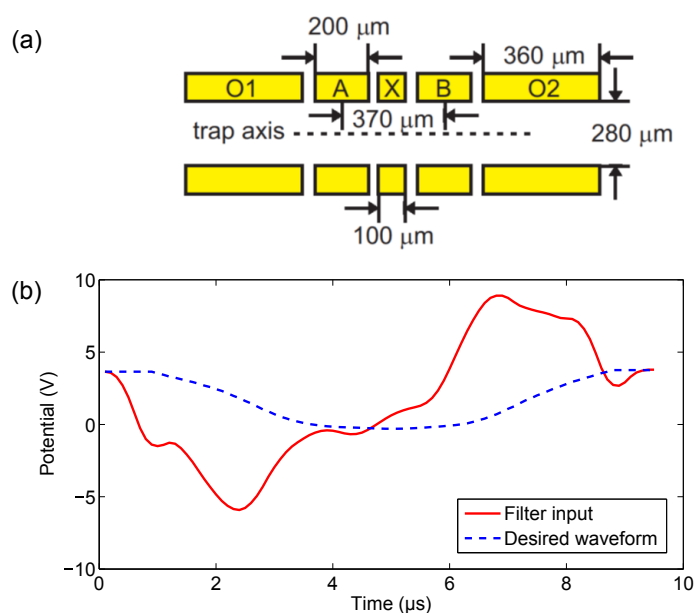 (a)
200 μm
360 μm
O1 A X B O2
370 μm
trap axis
280 μm
100 μm
(b)
10
5
0
−5
−10
Potential (V)
Filter input
Desired waveform
0 2 4 6 8 10
Time (μs)